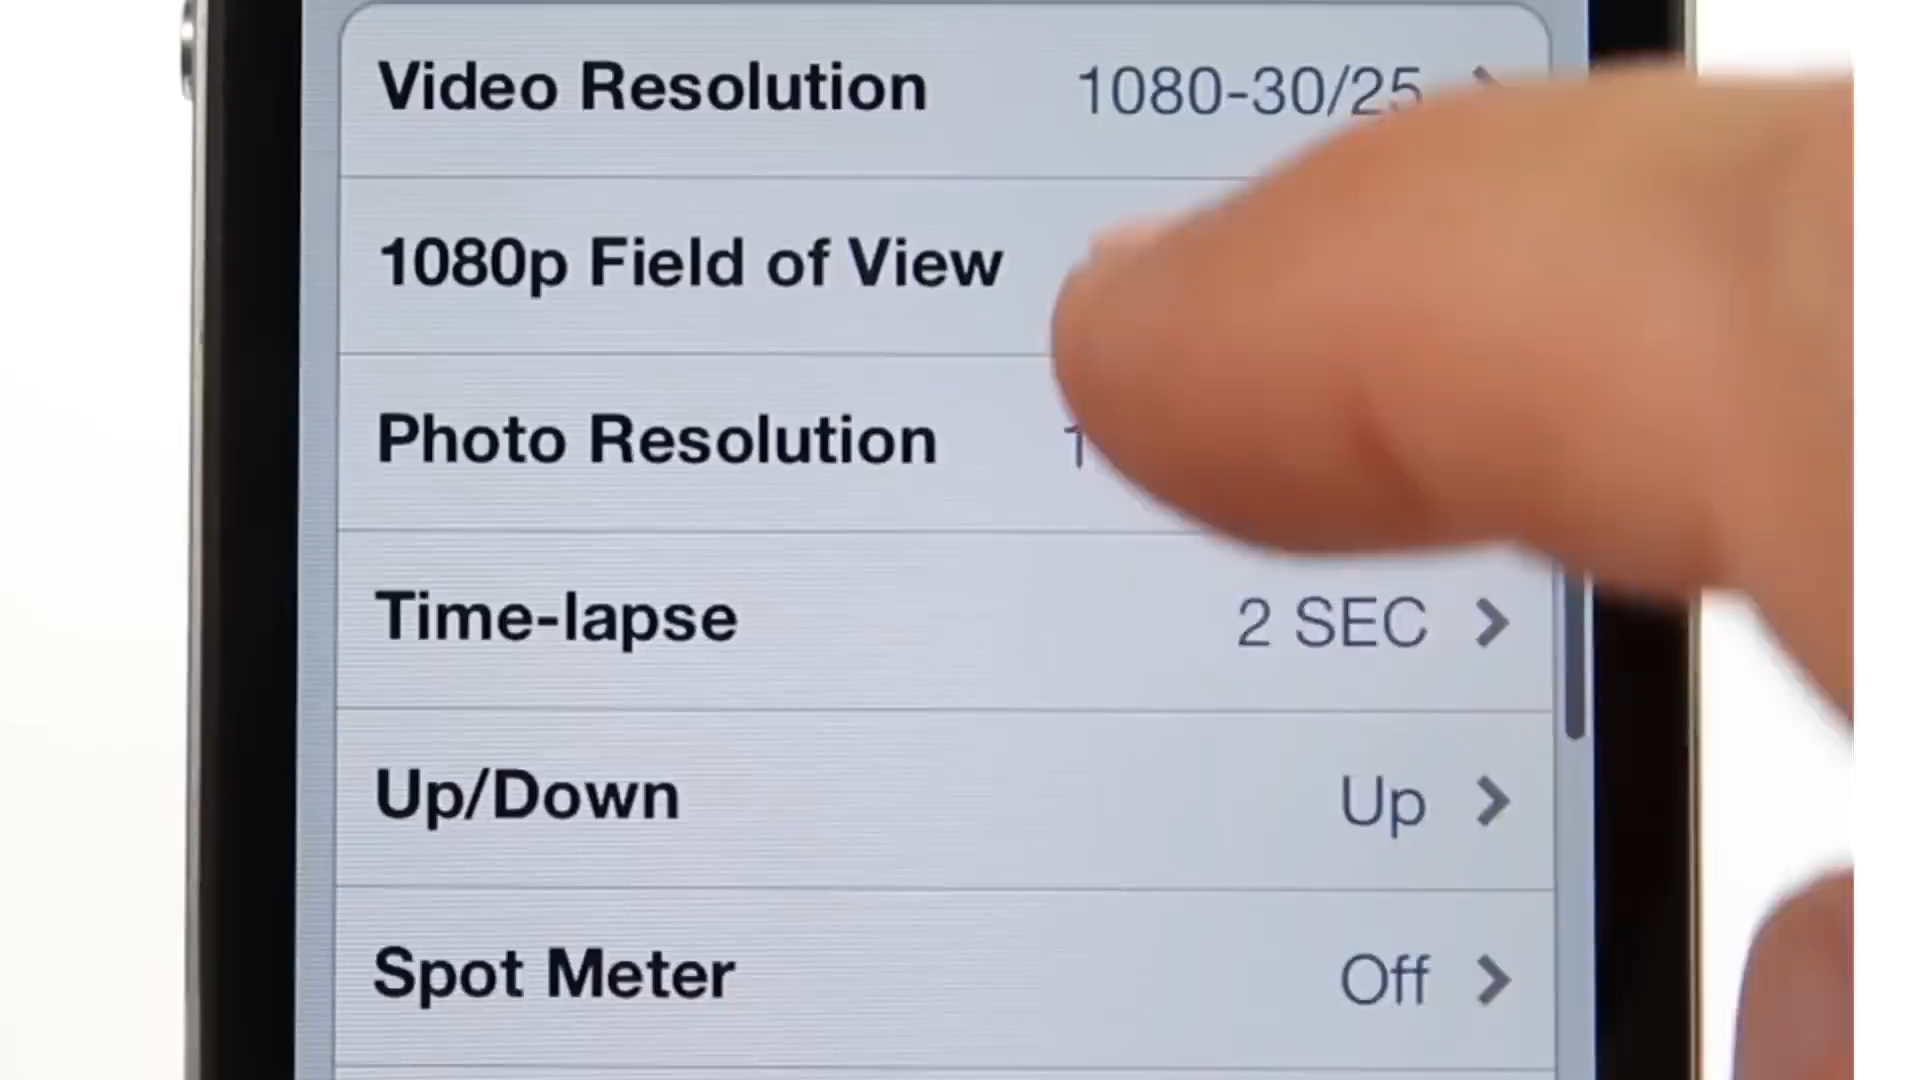 Video Resolution 1080-30/25
1080p Field of View
Photo Resolution
Time-lapse 2 SEC
Up/Down Up
Spot Meter Off